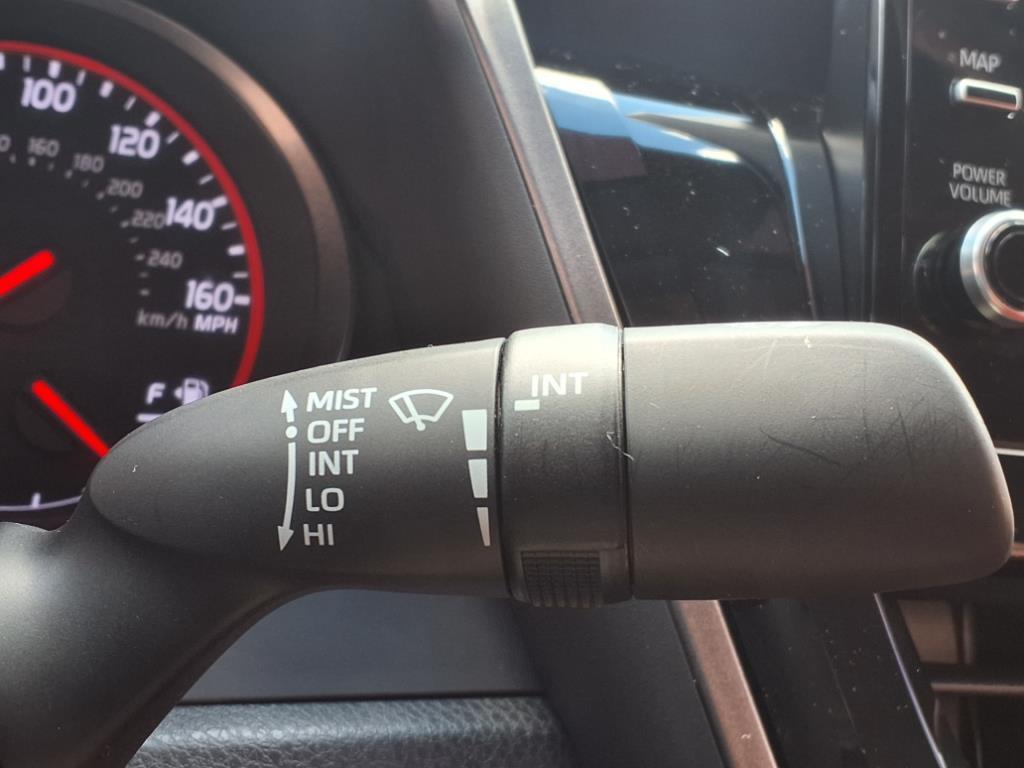 100
120
140
160
160
180
200
220
240
km/h MPH
F
MIST
OFF
INT
LO
HI
INT
MAP
POWER
VOLUME